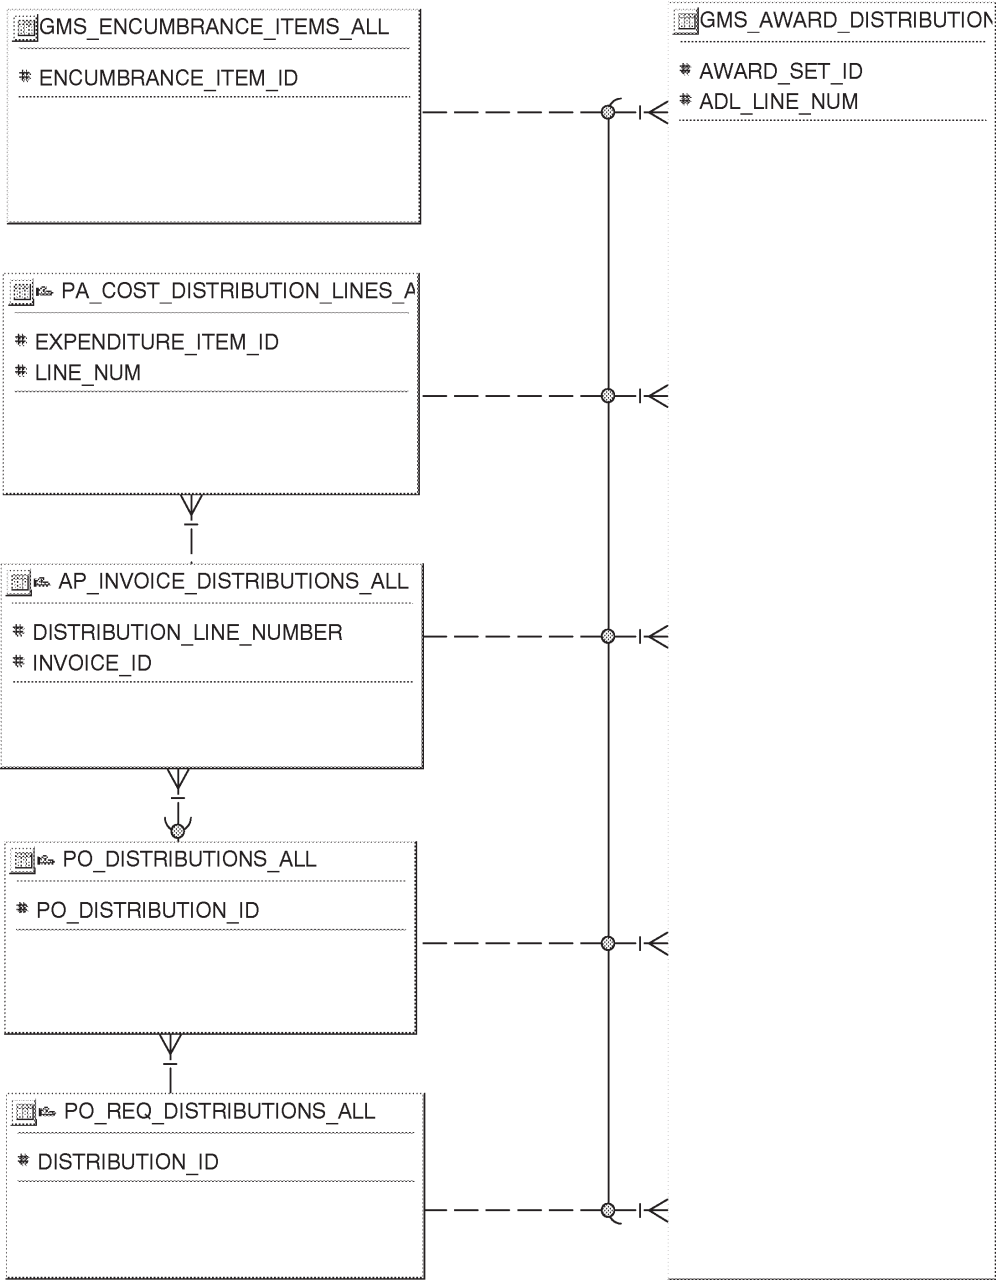 GMS_ENCUMBRANCE_ITEMS_ALL
# ENCUMBRANCE_ITEM_ID
GMS_AWARD_DISTRIBUTION
# AWARD_SET_ID
# ADL_LINE_NUM
PA_COST_DISTRIBUTION_LINES_A
# EXPENDITURE_ITEM_ID
# LINE_NUM
AP_INVOICE_DISTRIBUTIONS_ALL
# DISTRIBUTION_LINE_NUMBER
# INVOICE_ID
PO_DISTRIBUTIONS_ALL
# PO_DISTRIBUTION_ID
PO_REQ_DISTRIBUTIONS_ALL
# DISTRIBUTION_ID